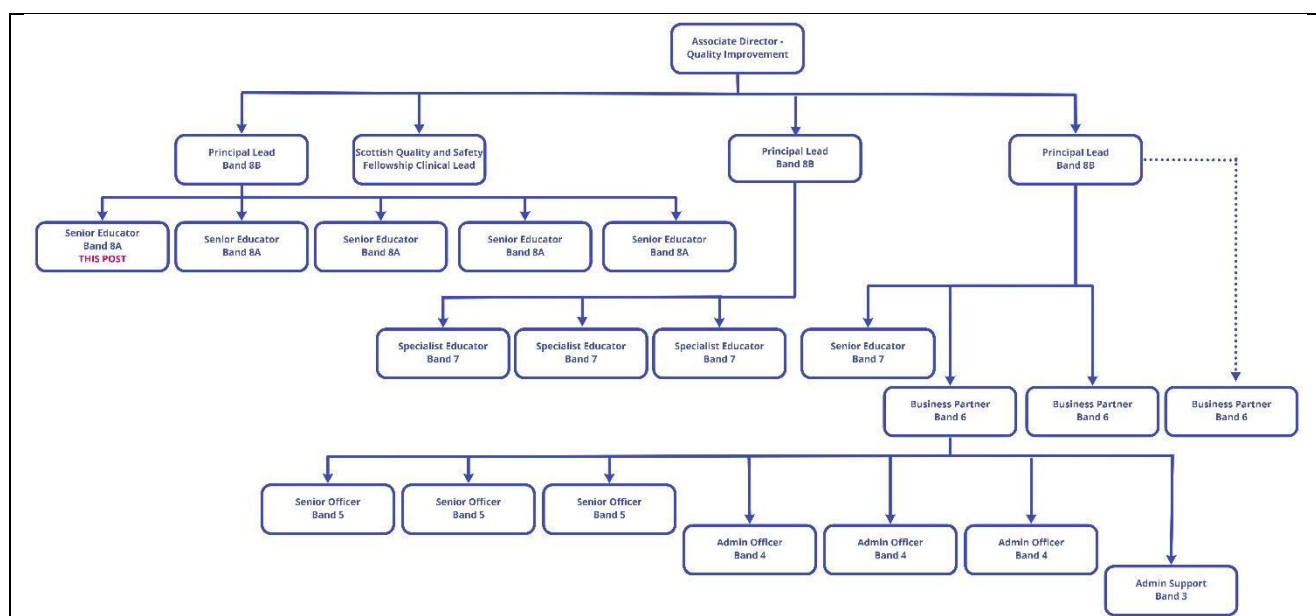 Associate Director -
Quality Improvement
Principal Lead
Band 8B
Scottish Quality and Safety
Fellowship Clinical Lead
Principal Lead
Band 8B
Principal Lead
Band 8B
Senior Educator
Band 8A
THIS POST
Senior Educator
Band 8A
Senior Educator
Band 8A
Senior Educator
Band 8A
Senior Educator
Band 8A
Specialist Educator
Band 7
Specialist Educator
Band 7
Specialist Educator
Band 7
Senior Educator
Band 7
Business Partner
Band 6
Business Partner
Band 6
Business Partner
Band 6
Senior Officer
Band 5
Senior Officer
Band 5
Senior Officer
Band 5
Admin Officer
Band 4
Admin Officer
Band 4
Admin Officer
Band 4
Admin Support
Band 3